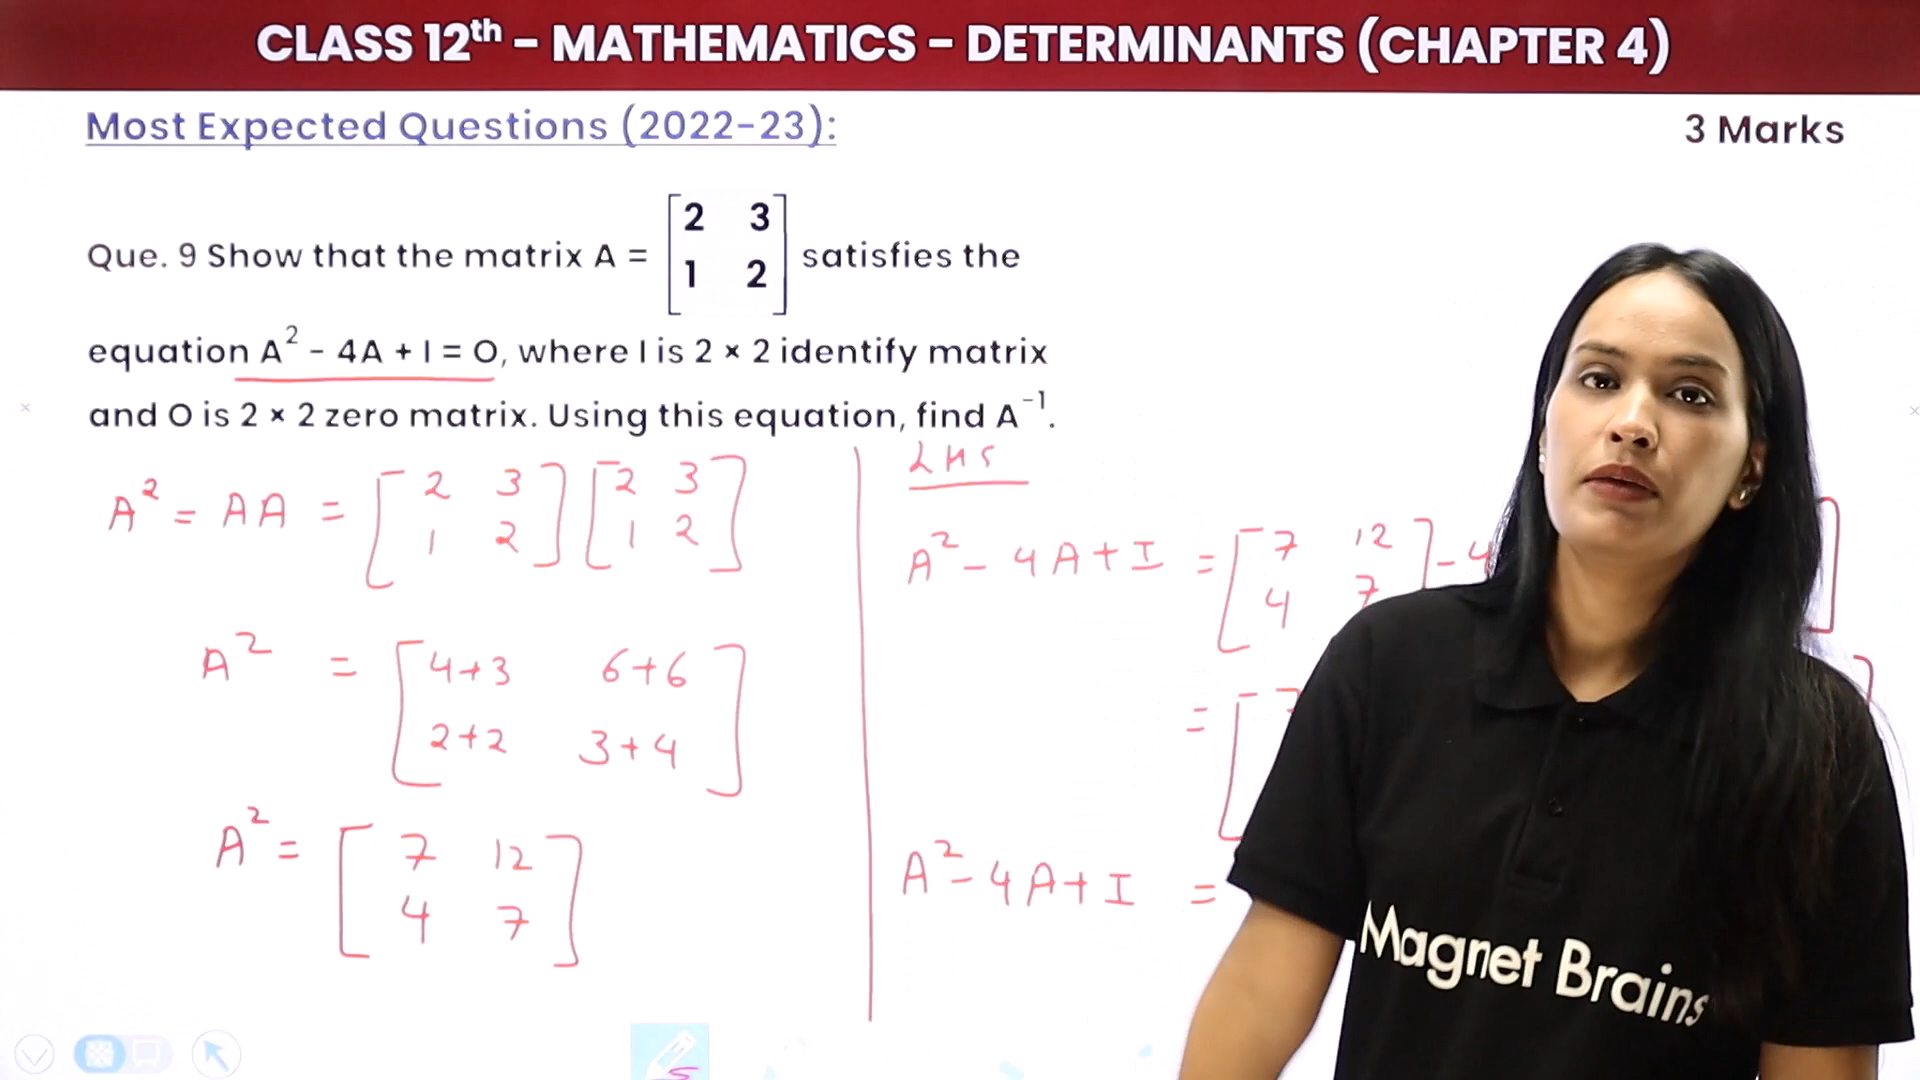 CLASS 12th – MATHEMATICS – DETERMINANTS (CHAPTER 4)
Most Expected Questions (2022-23):
3 Marks
Que. 9 Show that the matrix A = [2 3
1 2] satisfies the
equation A² - 4A + I = O, where I is 2 × 2 identify matrix
and O is 2 × 2 zero matrix. Using this equation, find A⁻¹.
A² = AA = [2 3 [2 3
1 2] 1 2]
A² = [4+3 6+6
2+2 3+4]
A² = [7 12
4 7]
LHS
A² - 4A + I = [7 12
4 7] - 4
= [7
A² - 4A + I =
Magnet Brains